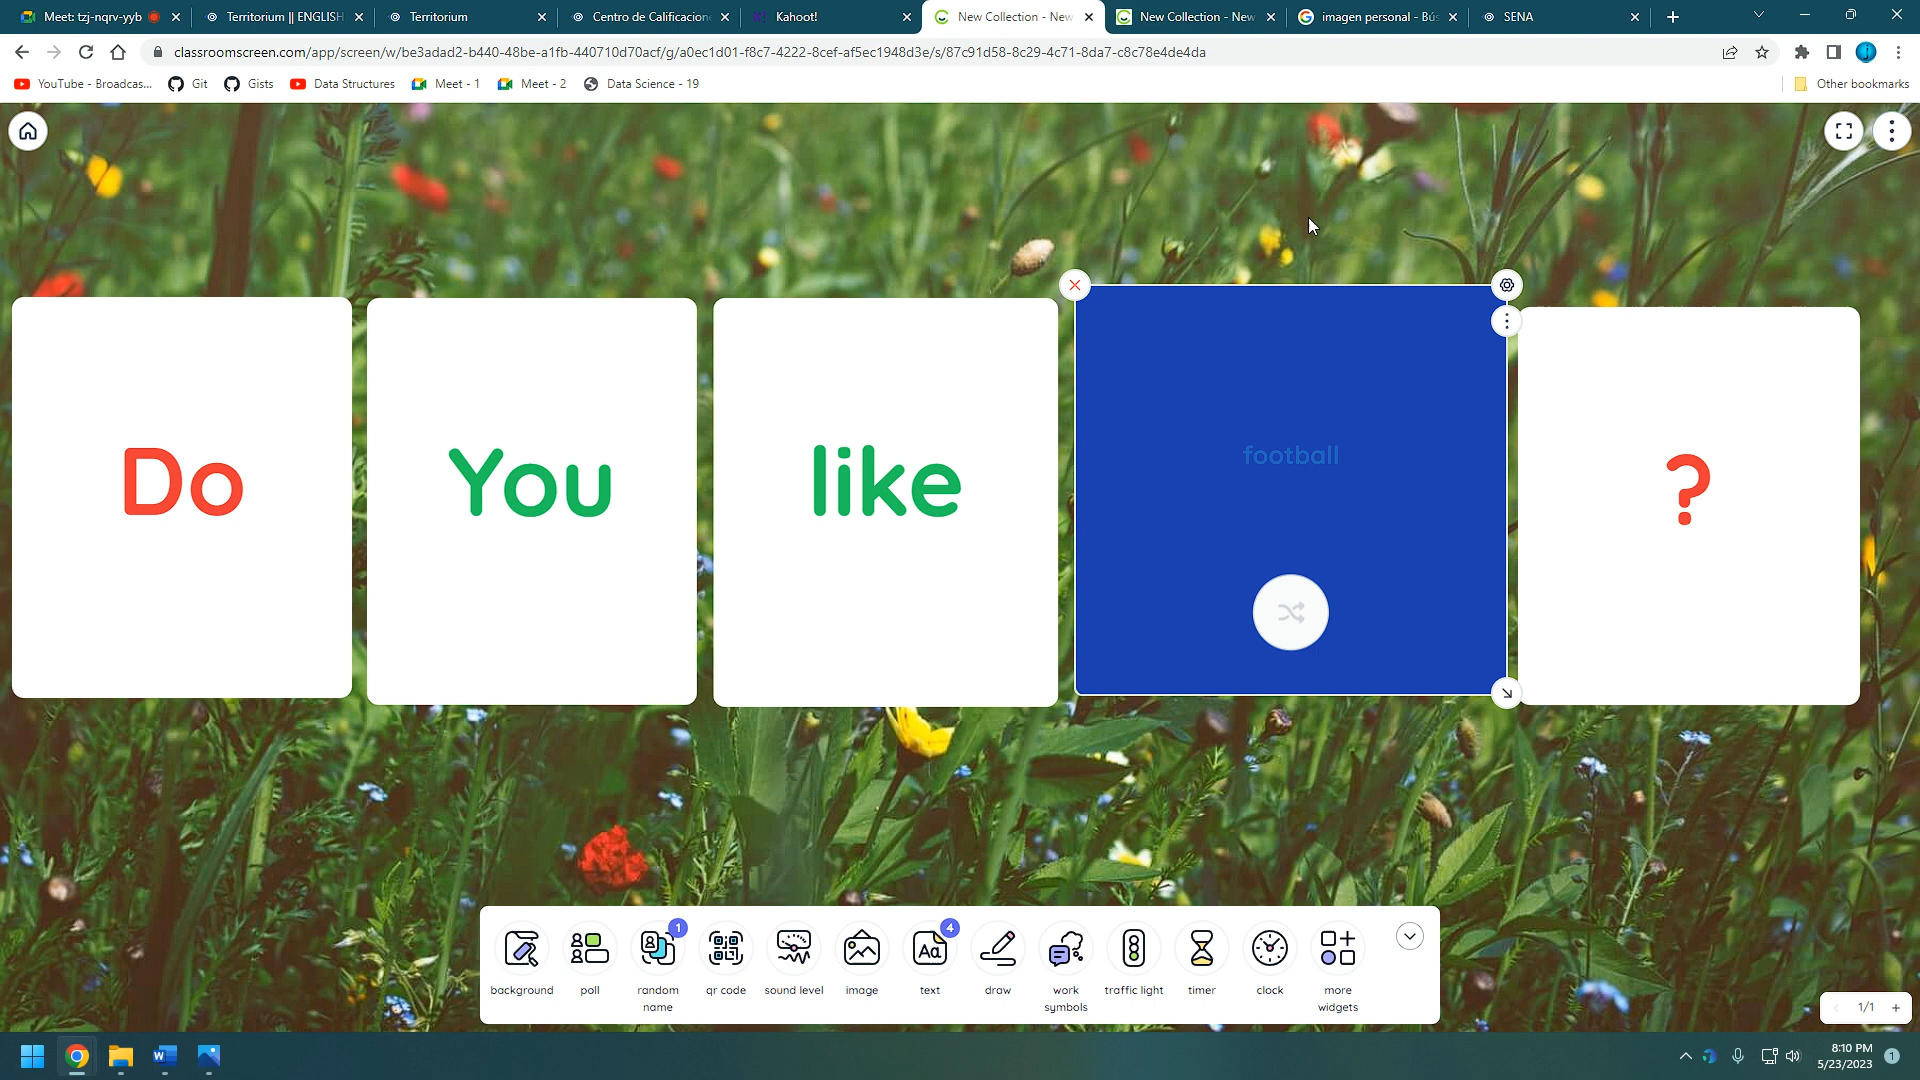 Meet: tzj-nqrv-yyb
Territorium || ENGLISH
Territorium
Centro de Calificacion
Kahoot!
New Collection - New
New Collection - New
imagen personal - Bús
SENA
classroomscreen.com/app/screen/w/be3adad2-b440-48be-a1fb-440710d70acf/g/a0ec1d01-f8c7-4222-8cef-af5ec1948d3e/s/87c91d58-8c29-4c71-8da7-c8c78e4de4da
YouTube - Broadcas...
Git
Gists
Data Structures
Meet - 1
Meet - 2
Data Science - 19
Other bookmarks
Do
You
like
football
?
background
poll
random
name
1
qr code
sound level
image
text
4
draw
work
symbols
traffic light
timer
clock
more
widgets
1/1
8:10 PM
5/23/2023
1